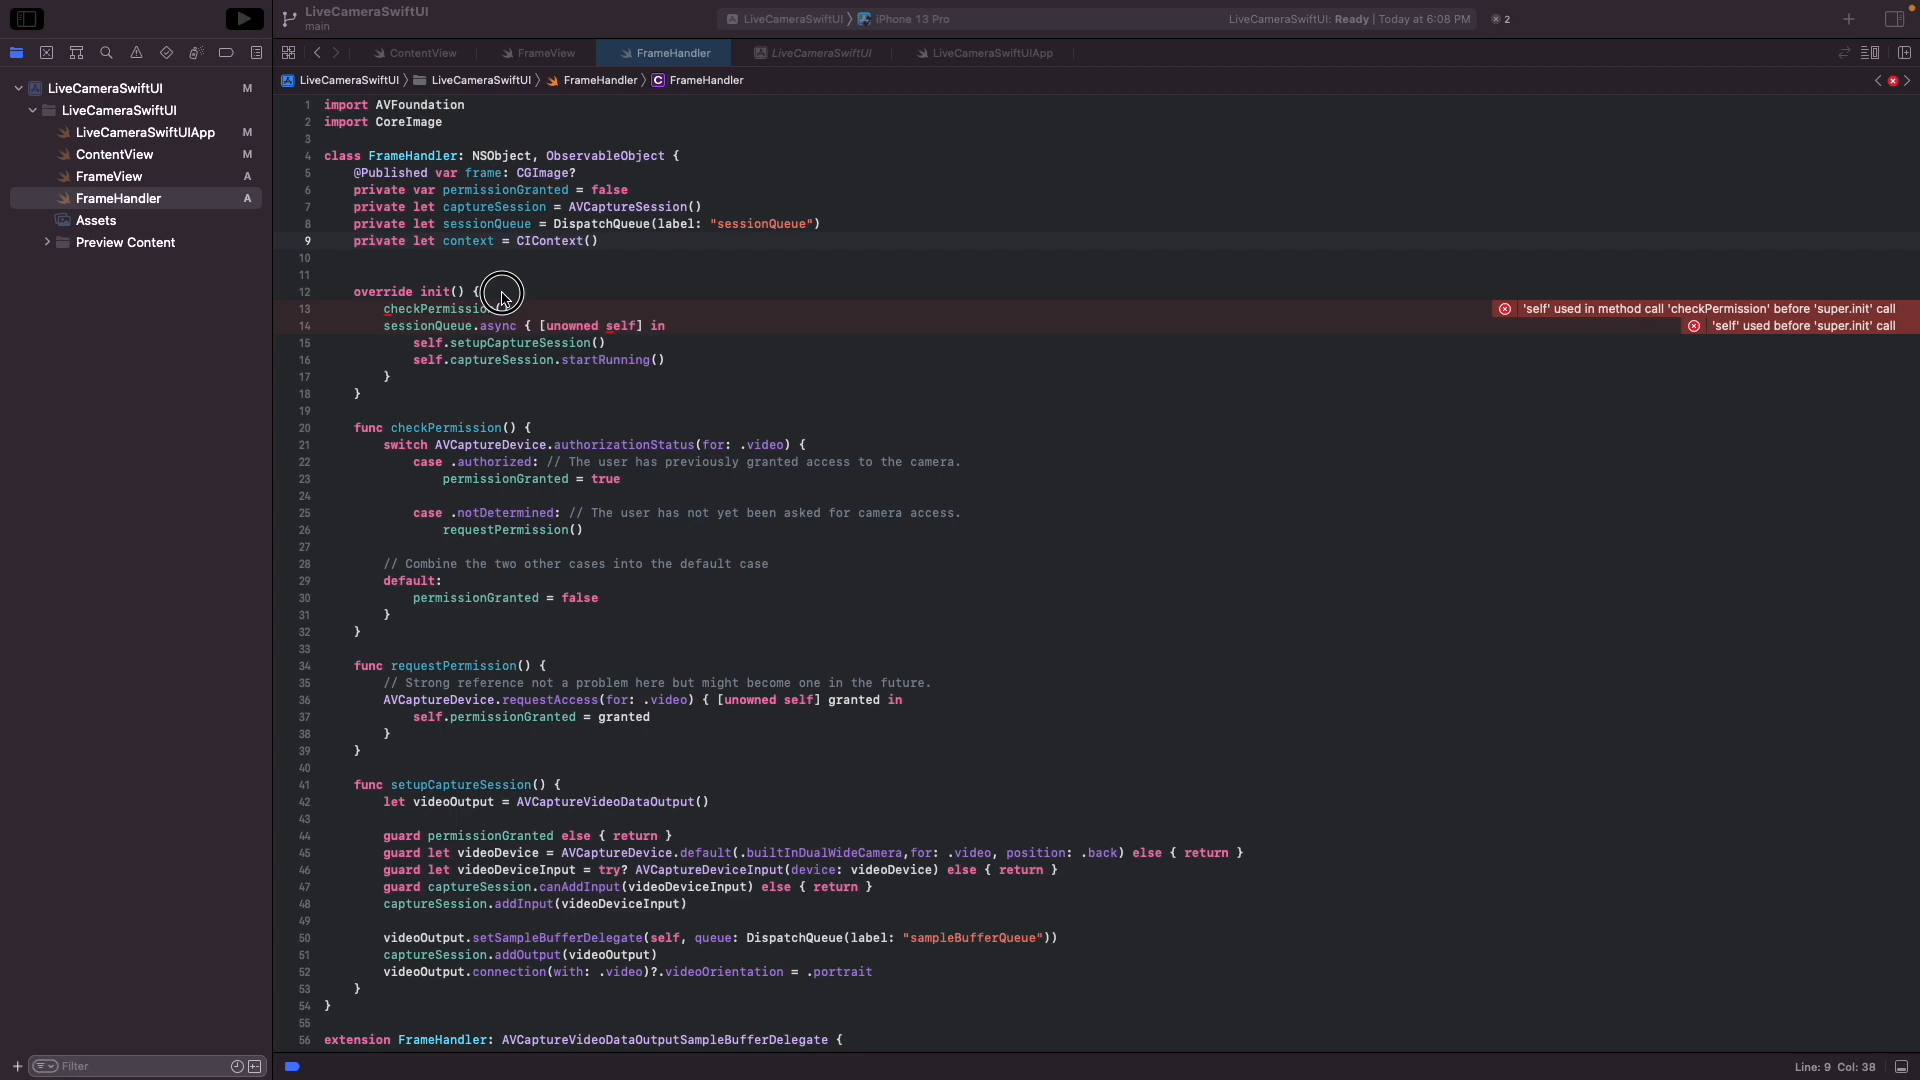 LiveCameraSwiftUI
main
LiveCameraSwiftUI 〉 iPhone 13 Pro
LiveCameraSwiftUI: Ready | Today at 6:08 PM
2
ContentView
FrameView
FrameHandler
LiveCameraSwiftUI
LiveCameraSwiftUIApp
LiveCameraSwiftUI 〉 LiveCameraSwiftUI 〉 FrameHandler 〉 C FrameHandler
LiveCameraSwiftUI M
LiveCameraSwiftUI
LiveCameraSwiftUIApp M
ContentView M
FrameView A
FrameHandler A
Assets
Preview Content
1 import AVFoundation
2 import CoreImage
3
4 class FrameHandler: NSObject, ObservableObject {
5 @Published var frame: CGImage?
6 private var permissionGranted = false
7 private let captureSession = AVCaptureSession()
8 private let sessionQueue = DispatchQueue(label: "sessionQueue")
9 private let context = CIContext()
10
11
12 override init() {
13 checkPermission() 'self' used in method call 'checkPermission' before 'super.init' call
14 sessionQueue.async { [unowned self] in 'self' used before 'super.init' call
15 self.setupCaptureSession()
16 self.captureSession.startRunning()
17 }
18 }
19
20 func checkPermission() {
21 switch AVCaptureDevice.authorizationStatus(for: .video) {
22 case .authorized: // The user has previously granted access to the camera.
23 permissionGranted = true
24
25 case .notDetermined: // The user has not yet been asked for camera access.
26 requestPermission()
27
28 // Combine the two other cases into the default case
29 default:
30 permissionGranted = false
31 }
32 }
33
34 func requestPermission() {
35 // Strong reference not a problem here but might become one in the future.
36 AVCaptureDevice.requestAccess(for: .video) { [unowned self] granted in
37 self.permissionGranted = granted
38 }
39 }
40
41 func setupCaptureSession() {
42 let videoOutput = AVCaptureVideoDataOutput()
43
44 guard permissionGranted else { return }
45 guard let videoDevice = AVCaptureDevice.default(.builtInDualWideCamera,for: .video, position: .back) else { return }
46 guard let videoDeviceInput = try? AVCaptureDeviceInput(device: videoDevice) else { return }
47 guard captureSession.canAddInput(videoDeviceInput) else { return }
48 captureSession.addInput(videoDeviceInput)
49
50 videoOutput.setSampleBufferDelegate(self, queue: DispatchQueue(label: "sampleBufferQueue"))
51 captureSession.addOutput(videoOutput)
52 videoOutput.connection(with: .video)?.videoOrientation = .portrait
53 }
54 }
55
56 extension FrameHandler: AVCaptureVideoDataOutputSampleBufferDelegate {
Filter
Line: 9 Col: 38